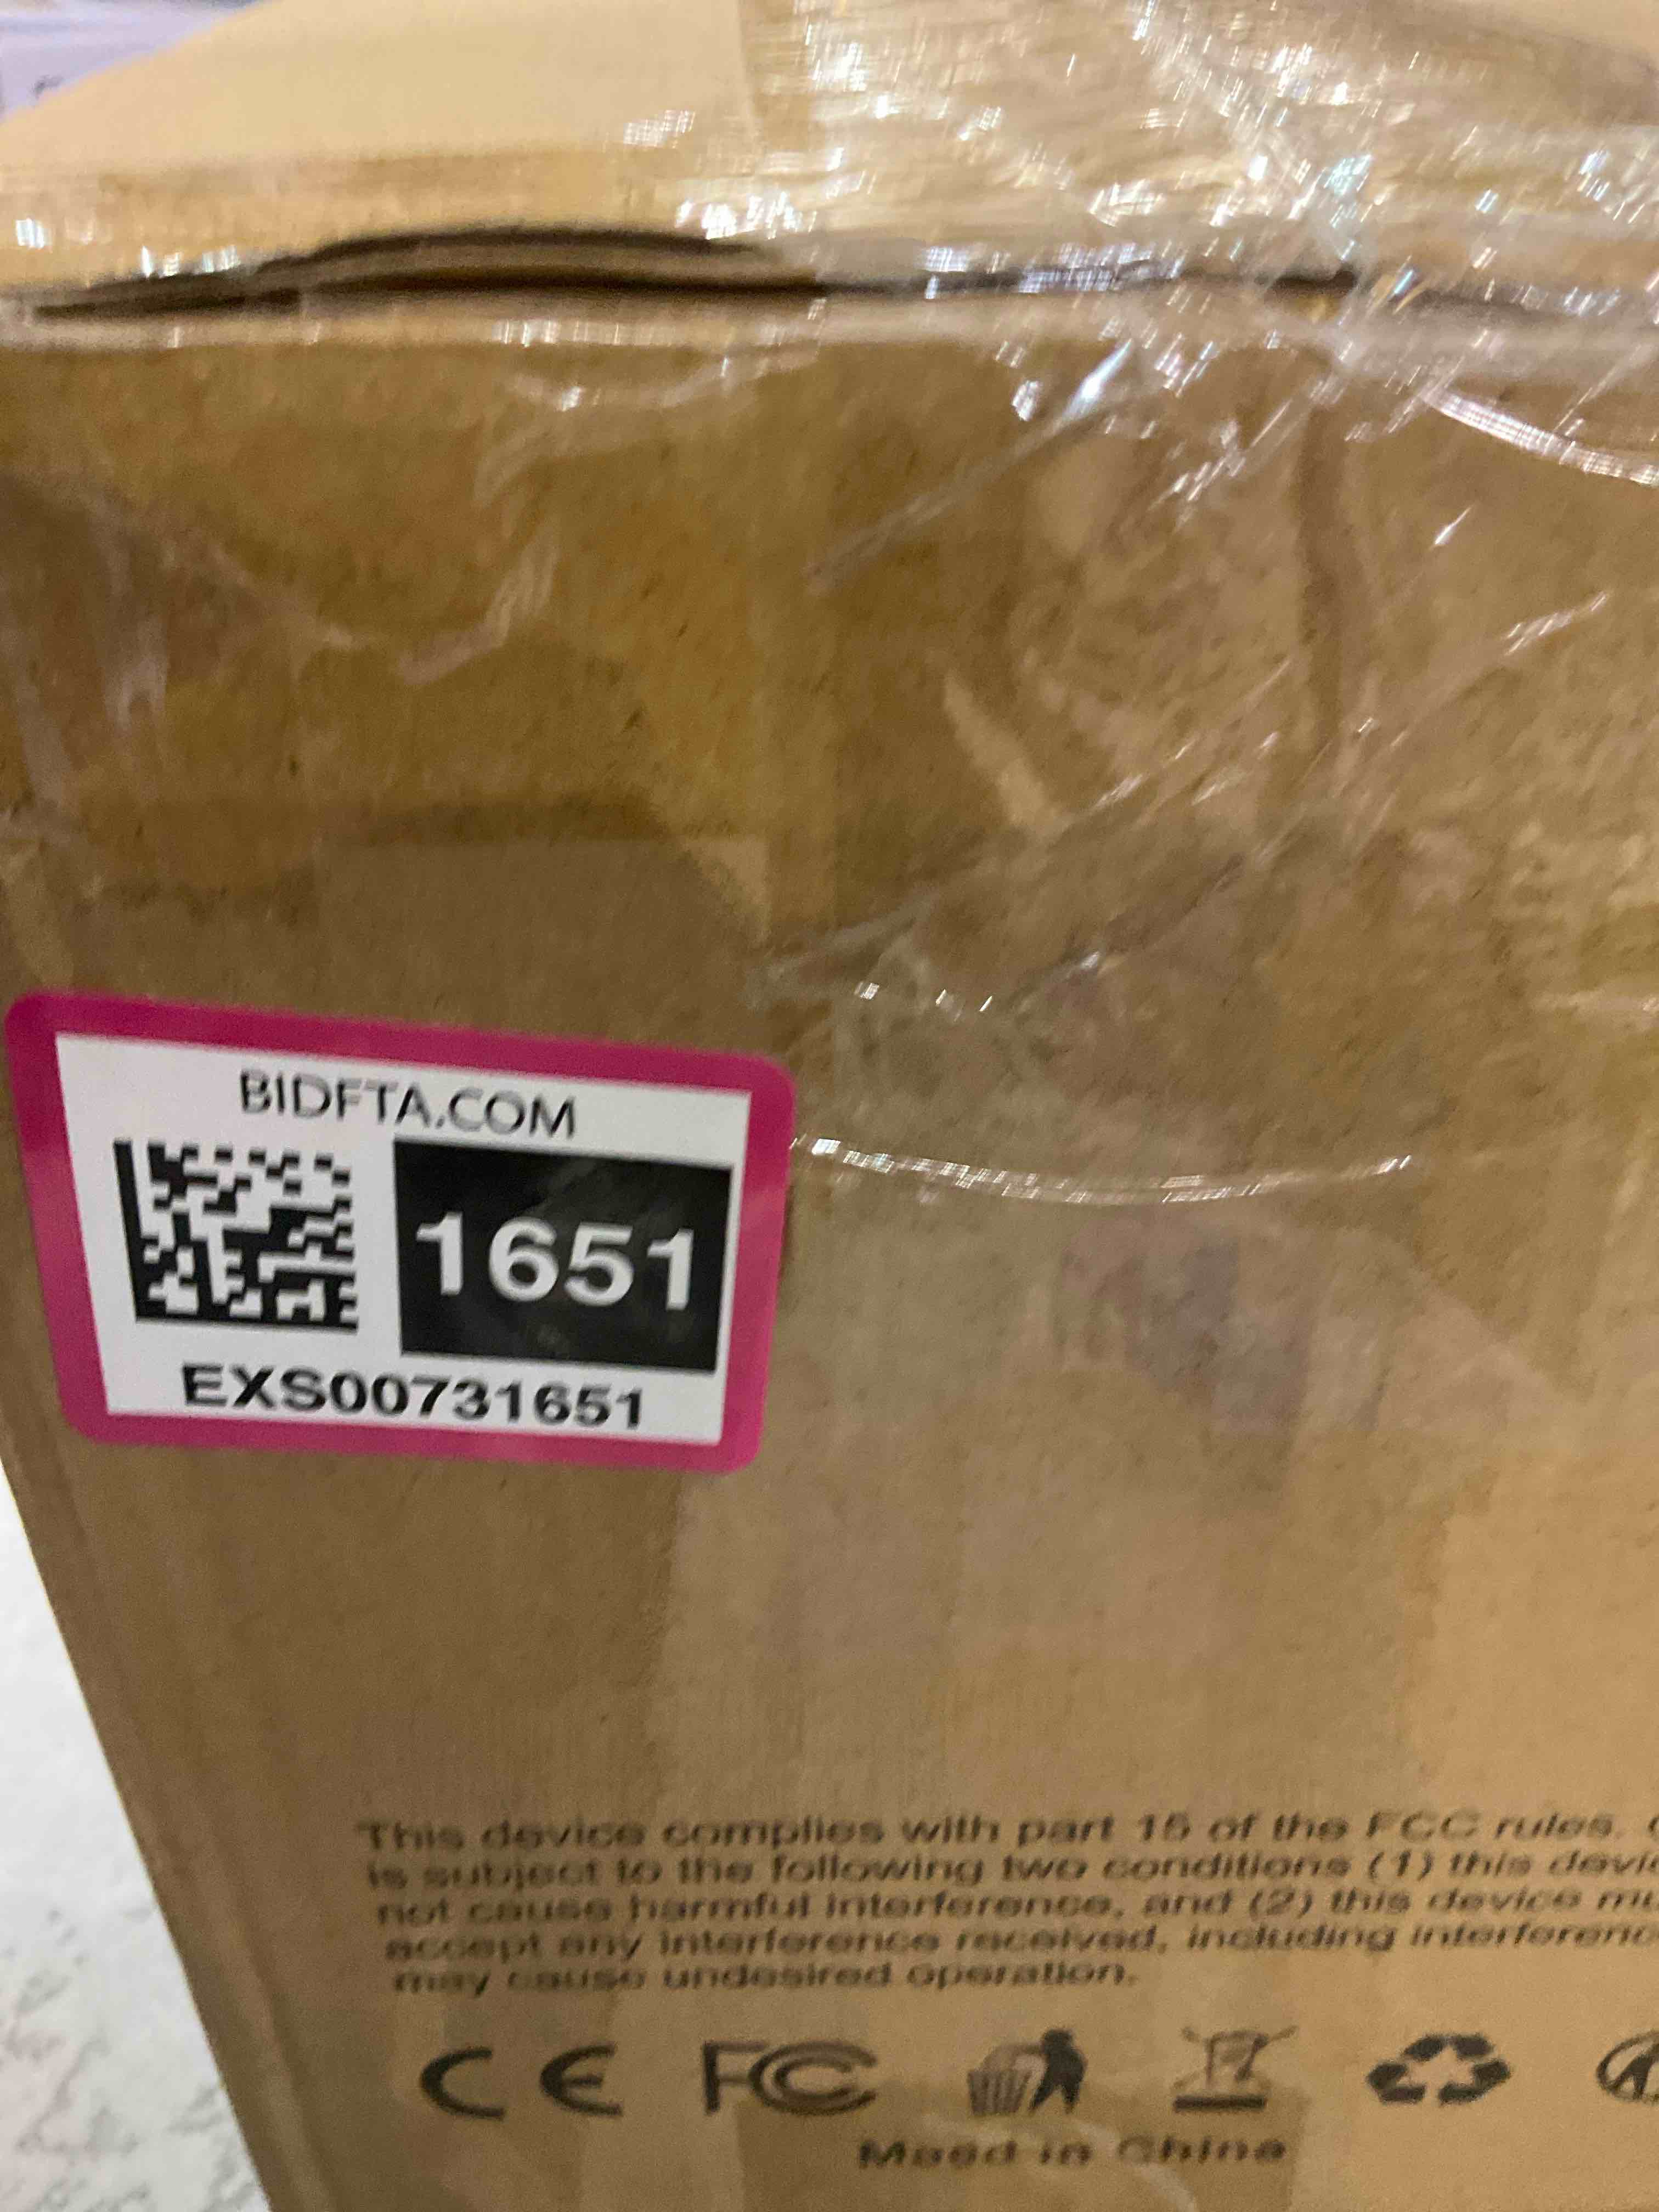 BIDFTA.COM
1651
EXS00731651
This device complies with part 15 of the FCC rules.
is subject to the following two conditions (1) this
not cause harmful interference, and (2) this device
accept any interference received, including
may cause undesired operation.
CE FC
Maed in China